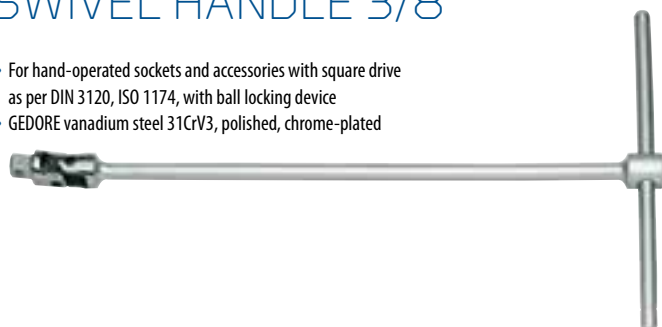 SWIVEL HANDLE 3/8
• For hand-operated sockets and accessories with square drive
as per DIN 3120, ISO 1174, with ball locking device
• GEDORE vanadium steel 31CrV3, polished, chrome-plated